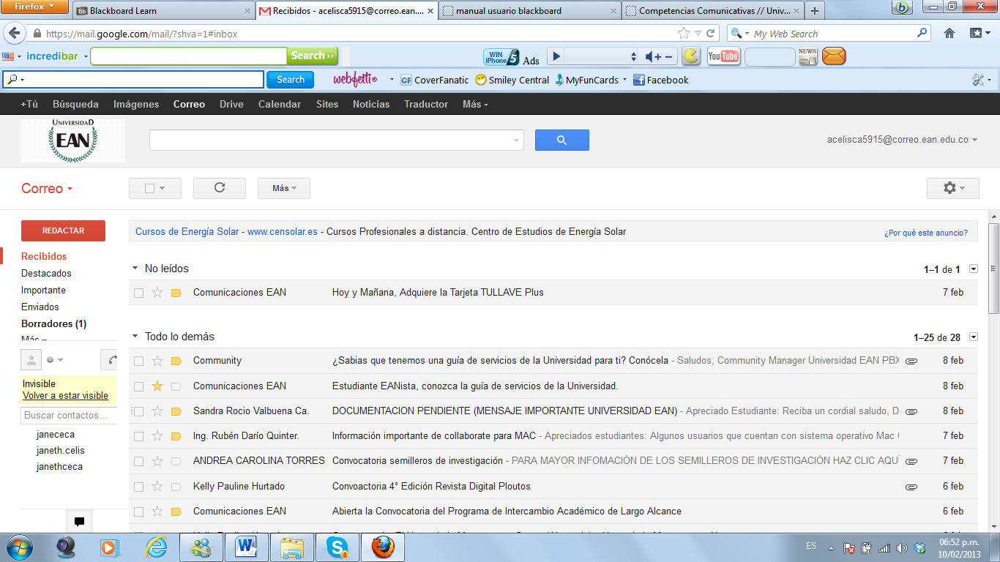 Firefox
Blackboard Learn
Recibidos - acelisca5915@correo.ean....
manual usuario blackboard
Competencias Comunicativas // Univ...
https://mail.google.com/mail/?shva=1#inbox
My Web Search
incredibar
Search >>
WIN iPhone 5 Ads
You Tube
NEWS
Search
webfetti
CoverFanatic
Smiley Central
MyFunCards
Facebook
+Tú Búsqueda Imágenes Correo Drive Calendar Sites Noticias Traductor Más
UNIVERSIDAD
EAN
acelisca5915@correo.ean.edu.co
Correo
Más
REDACTAR
Recibidos
Destacados
Importante
Enviados
Borradores (1)
Más
Invisible
Volver a estar visible
Buscar contactos...
janececa
janeth.celis
janethceca
Cursos de Energía Solar - www.censolar.es - Cursos Profesionales a distancia. Centro de Estudios de Energía Solar
¿Por qué este anuncio?
No leídos 1–1 de 1
Comunicaciones EAN Hoy y Mañana, Adquiere la Tarjeta TULLAVE Plus 7 feb
Todo lo demás 1–25 de 28
Community ¿Sabias que tenemos una guía de servicios de la Universidad para ti? Conócela - Saludos, Community Manager Universidad EAN PBX 8 feb
Comunicaciones EAN Estudiante EANista, conozca la guía de servicios de la Universidad. 8 feb
Sandra Rocio Valbuena Ca. DOCUMENTACION PENDIENTE (MENSAJE IMPORTANTE UNIVERSIDAD EAN) - Apreciado Estudiante: Reciba un cordial saludo, D 8 feb
Ing. Rubén Darío Quinter. Información importante de collaborate para MAC - Apreciados estudiantes: Algunos usuarios que cuentan con sistema operativo Mac 7 feb
ANDREA CAROLINA TORRES Convocatoria semilleros de investigación - PARA MAYOR INFOMACIÓN DE LOS SEMILLEROS DE INVESTIGACIÓN HAZ CLIC AQUÍ 7 feb
Kelly Pauline Hurtado Convoactoria 4° Edición Revista Digital Ploutos 6 feb
Comunicaciones EAN Abierta la Convocatoria del Programa de Intercambio Académico de Largo Alcance 6 feb
ES
06:52 p.m.
10/02/2013